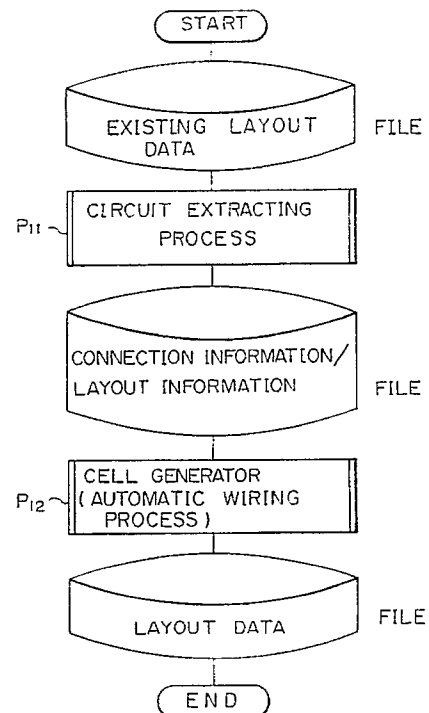 START
EXISTING LAYOUT
DATA
FILE
P11
CIRCUIT EXTRACTING
PROCESS
CONNECTION INFORMATION/
LAYOUT INFORMATION
FILE
P12
CELL GENERATOR
(AUTOMATIC WIRING
PROCESS)
LAYOUT DATA
FILE
END